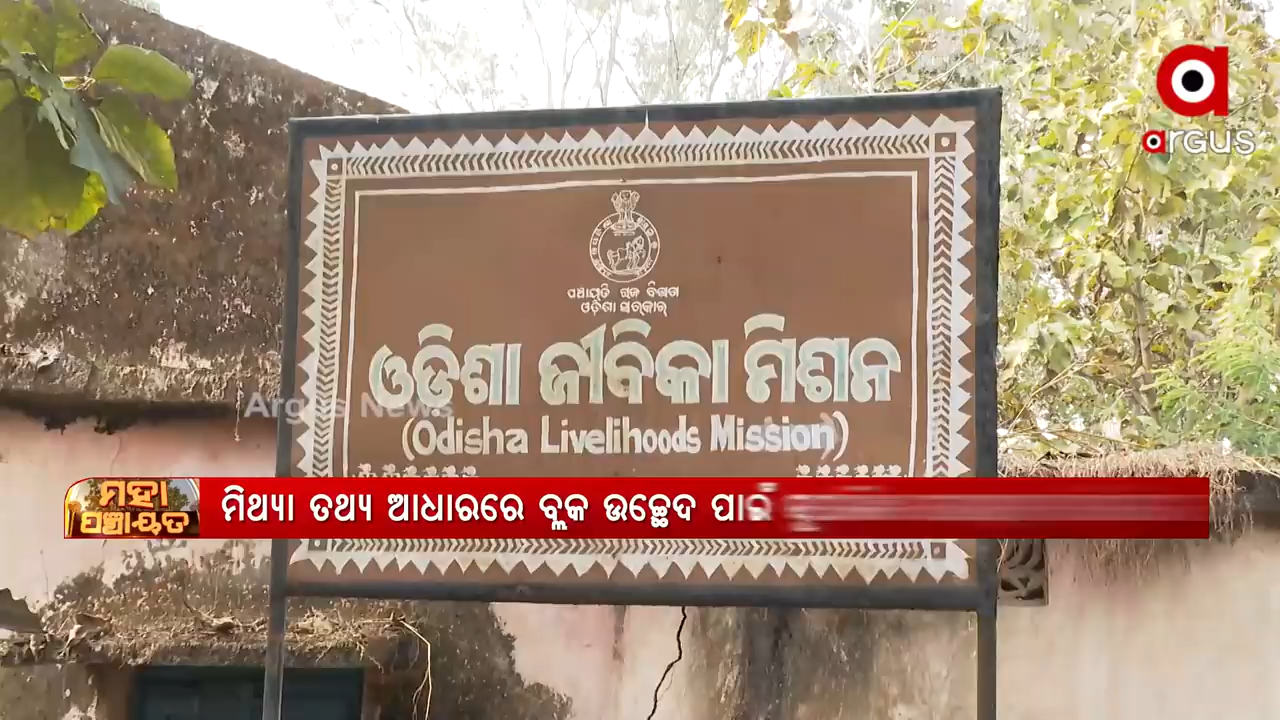 argus
ପଞ୍ଚାୟତି ରାଜ ବିଭାଗ
ଓଡ଼ିଶା ସରକାର
ଓଡିଶା ଜୀବିକା ମିଶନ
Argus News
(Odisha Livelihoods Mission)
ମହା
ପଞ୍ଚାୟତ
ମିଥ୍ୟା ତଥ୍ୟ ଆଧାରରେ ବ୍ଲକ ଉଚ୍ଛେଦ ପାଇଁ